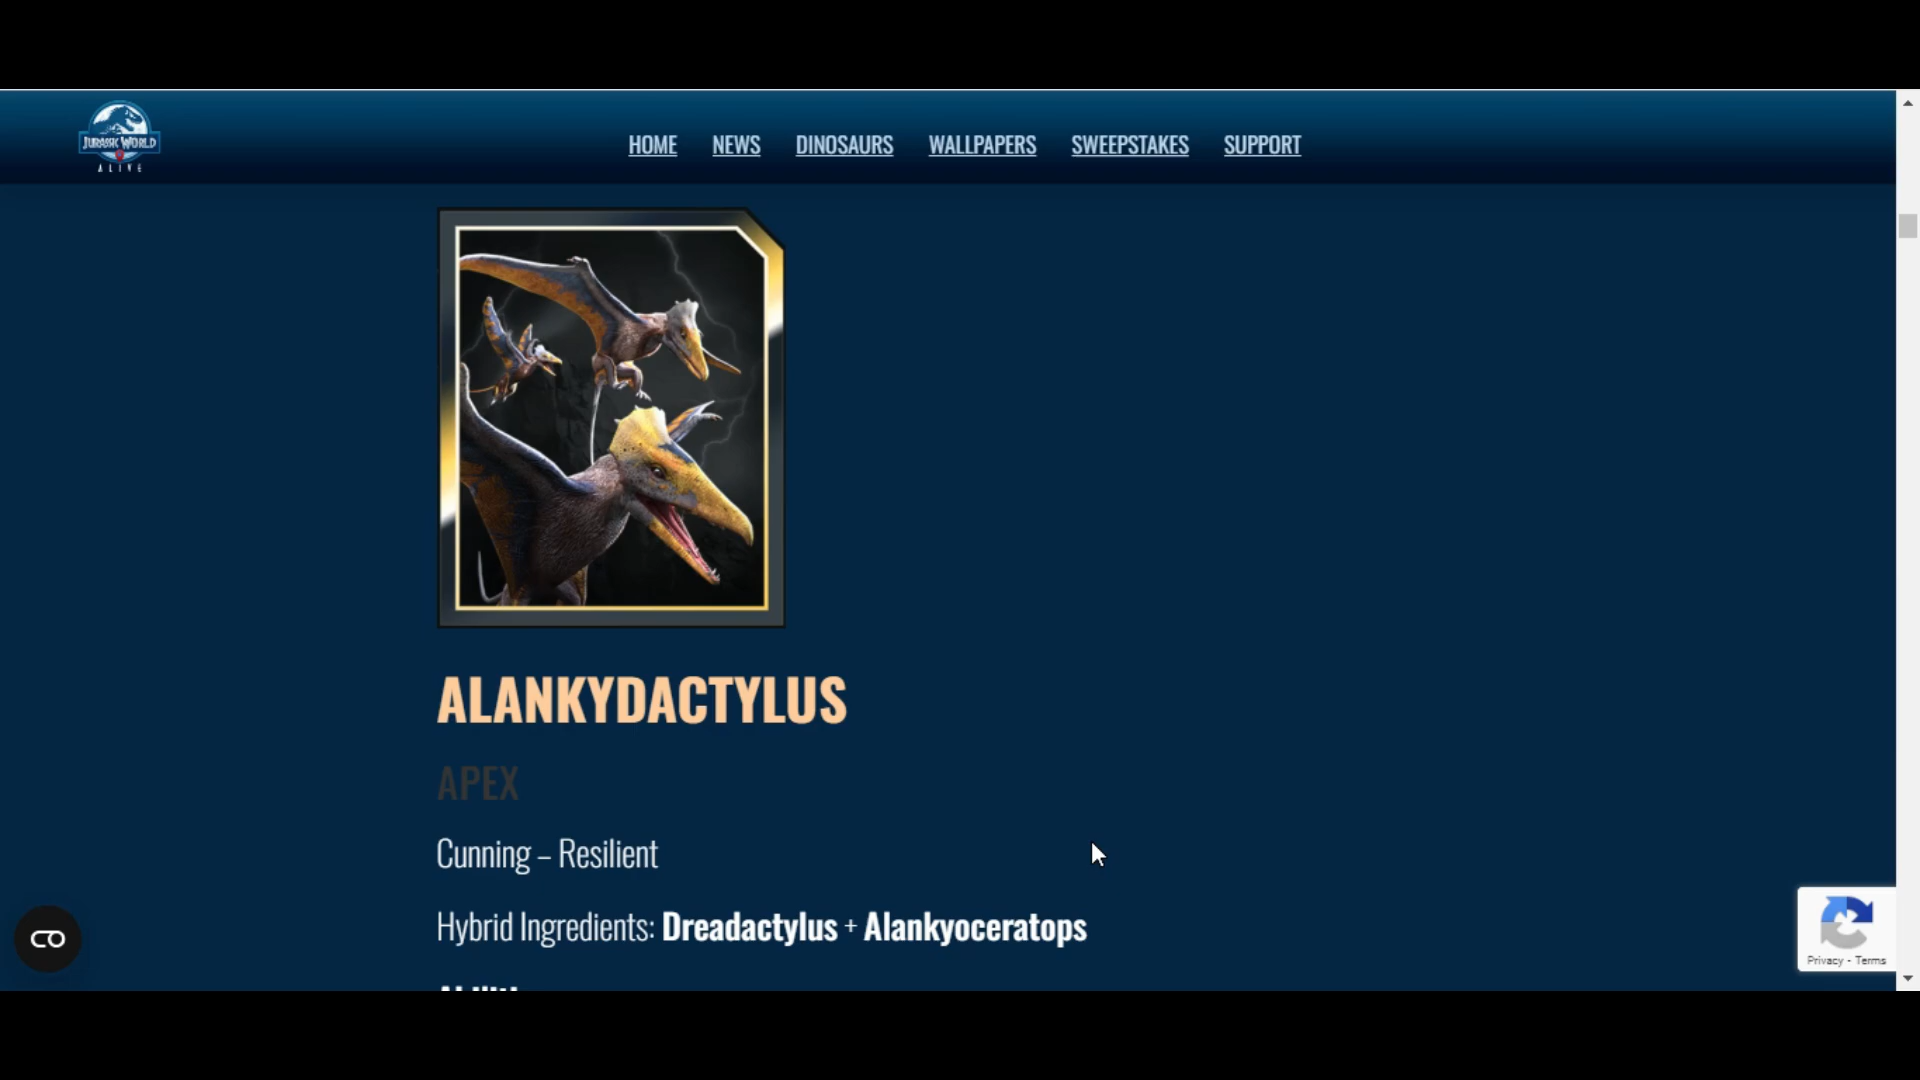 JURASSIC WORLD
ALIVE
HOME NEWS DINOSAURS WALLPAPERS SWEEPSTAKES SUPPORT
ALANKYDACTYLUS
APEX
Cunning – Resilient
Hybrid Ingredients: Dreadactylus + Alankyoceratops
Privacy - Terms